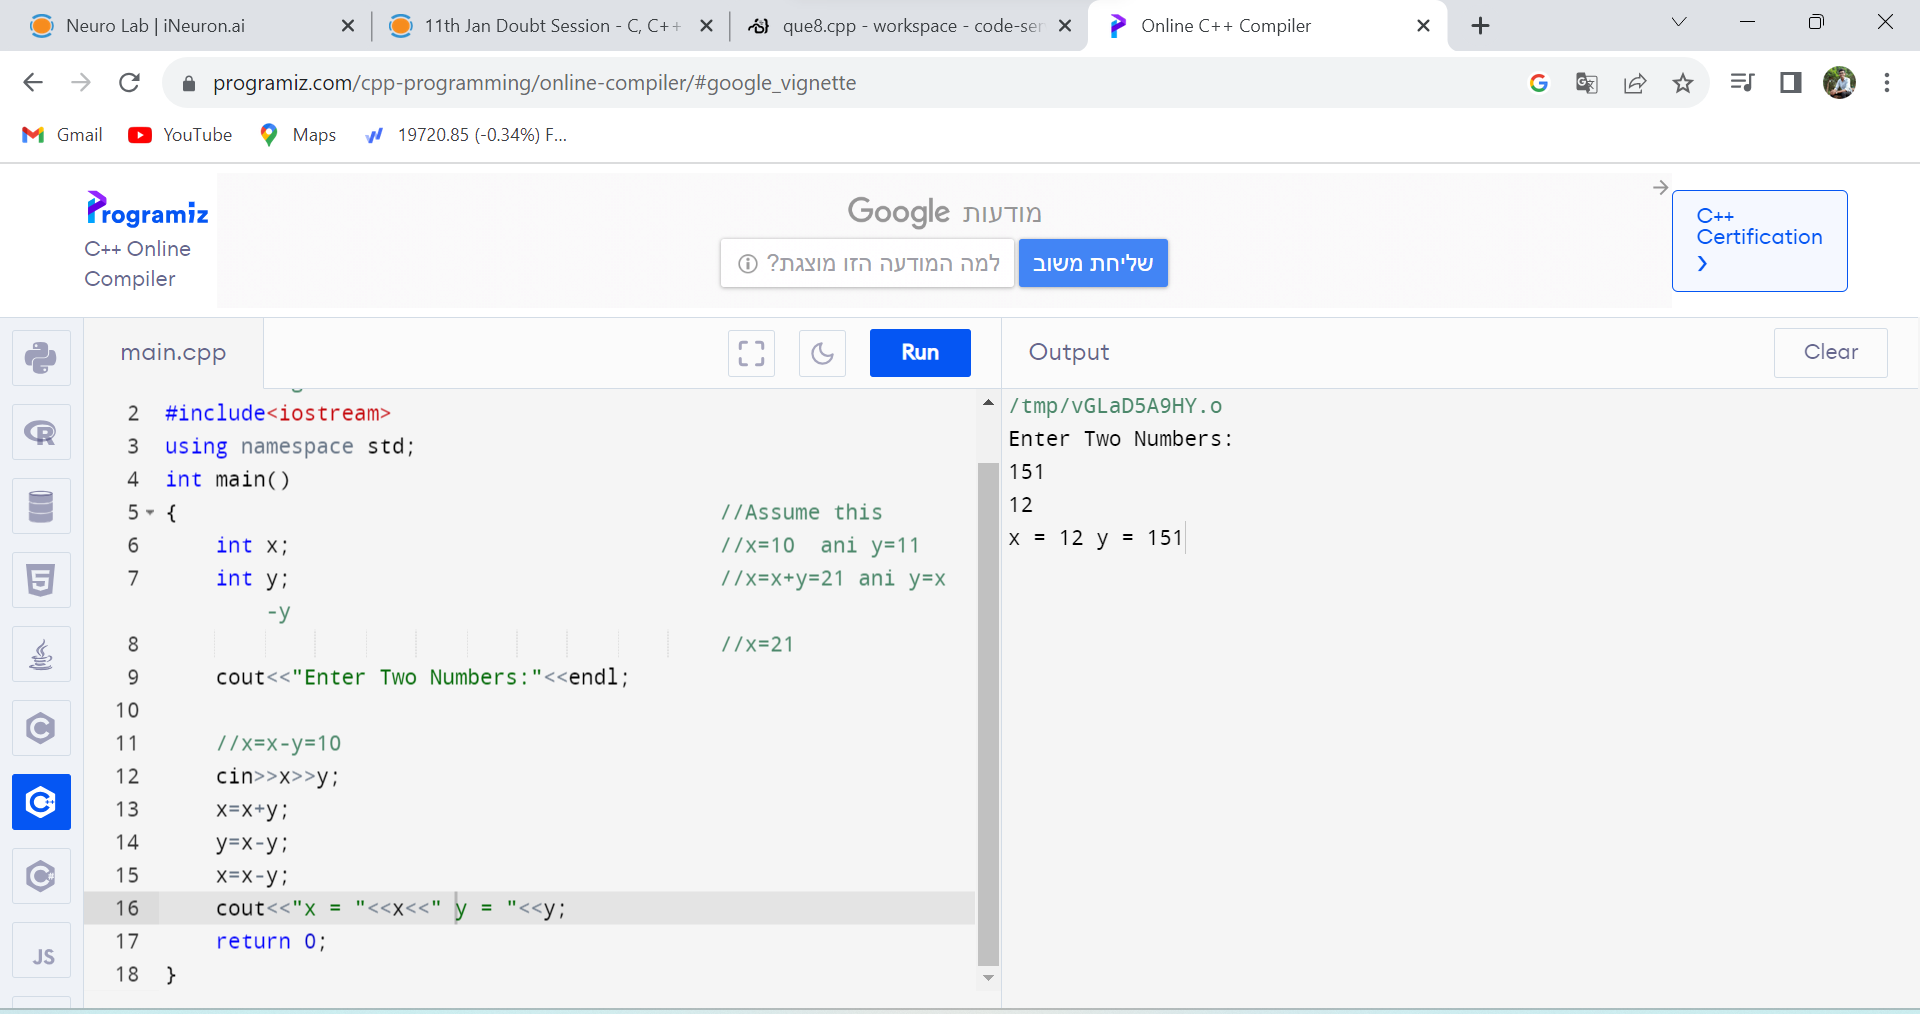 Neuro Lab | iNeuron.ai
11th Jan Doubt Session - C, C++
que8.cpp - workspace - code-ser
Online C++ Compiler
programiz.com/cpp-programming/online-compiler/#google_vignette
Gmail
YouTube
Maps
19720.85 (-0.34%) F...
Programiz
C++ Online
Compiler
מודעות Google
למה המודעה הזו מוצגת?
שליחת משוב
C++
Certification
main.cpp
Run
Output
Clear
2 #include<iostream>
3 using namespace std;
4 int main()
5 { //Assume this
6 int x; //x=10 ani y=11
7 int y; //x=x+y=21 ani y=x
-y
8 //x=21
9 cout<<"Enter Two Numbers:"<<endl;
10
11 //x=x-y=10
12 cin>>x>>y;
13 x=x+y;
14 y=x-y;
15 x=x-y;
16 cout<<"x = "<<x<<" y = "<<y;
17 return 0;
18 }
JS
/tmp/vGLaD5A9HY.o
Enter Two Numbers:
151
12
x = 12 y = 151